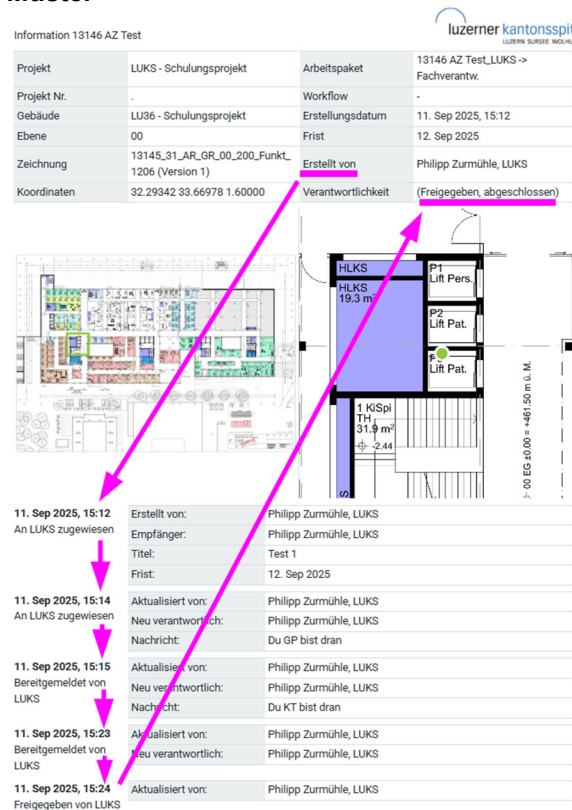 Muster
Information 13146 AZ Test
luzerner kantonsspit
LUZERN SURSEE WOLHU
Projekt LUKS - Schulungsprojekt Arbeitspaket 13146 AZ Test_LUKS ->
Fachverantw.
Projekt Nr. . Workflow -
Gebäude LU36 - Schulungsprojekt Erstellungsdatum 11. Sep 2025, 15:12
Ebene 00 Frist 12. Sep 2025
Zeichnung 13145_31_AR_GR_00_200_Funkt_
1206 (Version 1) Erstellt von Philipp Zurmühle, LUKS
Koordinaten 32.29342 33.66978 1.60000 Verantwortlichkeit (Freigegeben, abgeschlossen)
HLKS
HLKS
19.3 m²
P1
Lift Pers.
P2
Lift Pat.
Lift Pat.
1 KiSpi
TH
31.9 m²
-2.44
00 EG ±0.00 = +461.50 m ü. M.
11. Sep 2025, 15:12 Erstellt von: Philipp Zurmühle, LUKS
An LUKS zugewiesen Empfänger: Philipp Zurmühle, LUKS
Titel: Test 1
Frist: 12. Sep 2025
11. Sep 2025, 15:14 Aktualisiert von: Philipp Zurmühle, LUKS
An LUKS zugewiesen Neu verantwortlich: Philipp Zurmühle, LUKS
Nachricht: Du GP bist dran
11. Sep 2025, 15:15 Aktualisiert von: Philipp Zurmühle, LUKS
Bereitgemeldet von Neu verantwortlich: Philipp Zurmühle, LUKS
LUKS Nachricht: Du KT bist dran
11. Sep 2025, 15:23 Aktualisiert von: Philipp Zurmühle, LUKS
Bereitgemeldet von Neu verantwortlich: Philipp Zurmühle, LUKS
LUKS
11. Sep 2025, 15:24 Aktualisiert von: Philipp Zurmühle, LUKS
Freigegeben von LUKS